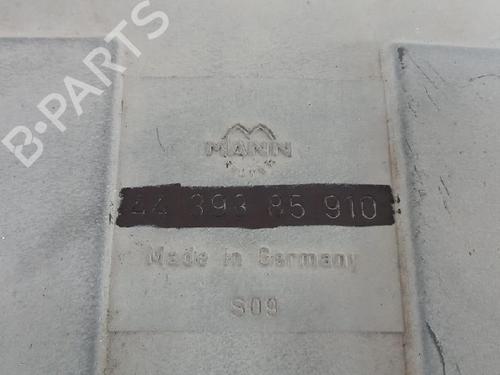 B-PARTS
MANN
44 393 85 910
Made in Germany
S09